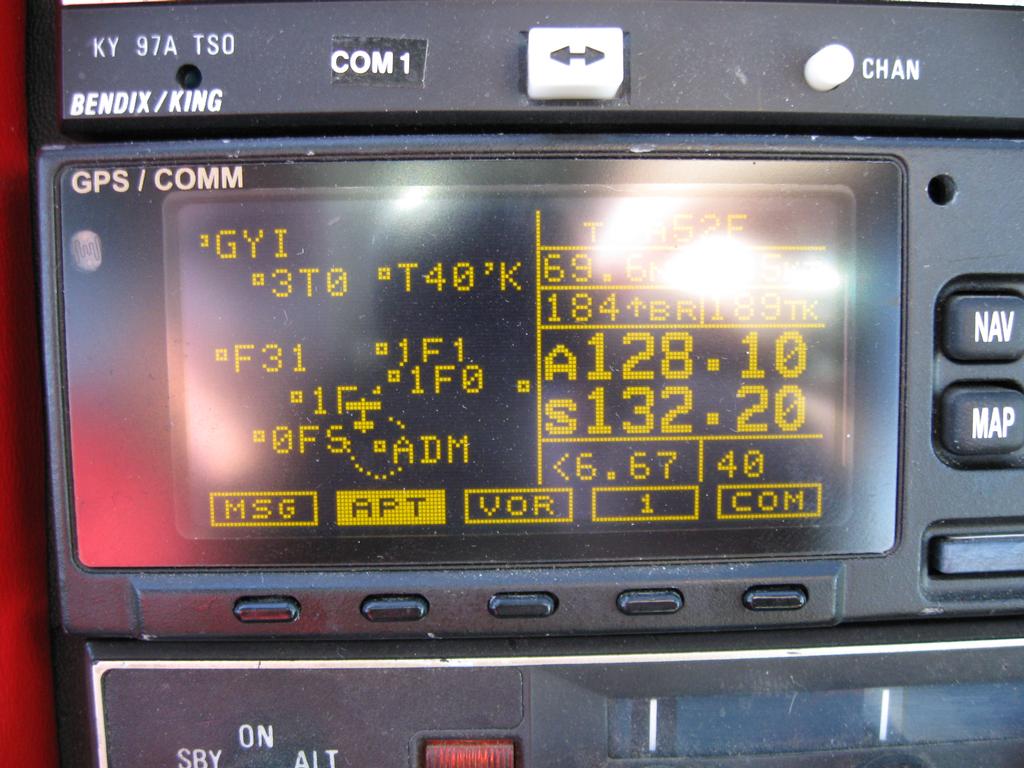 KY 97A TSO
COM 1
CHAN
BENDIX/KING
GPS / COMM
GYI
3T0 T40'K
F31 1F1
1F0
0FS ADM
69.6
184↑BR 189TK
A128.10
S132.20
<6.67 40
MSG APT VOR 1 COM
NAV
MAP
ON
SBY ALT